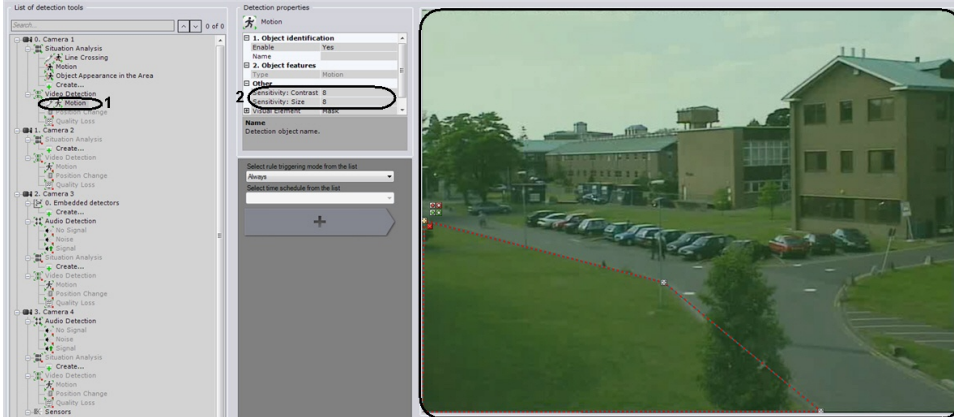 List of detection tools
Search...
0 of 0
0. Camera 1
Situation Analysis
Line Crossing
Motion
Object Appearance in the Area
Create...
Video Detection
Motion
1
Position Change
Quality Loss
1. Camera 2
Situation Analysis
Create...
Video Detection
Motion
Position Change
Quality Loss
2. Camera 3
0. Embedded detectors
Create...
Audio Detection
No Signal
Noise
Signal
Situation Analysis
Create...
Video Detection
Motion
Position Change
Quality Loss
3. Camera 4
Audio Detection
No Signal
Noise
Signal
Situation Analysis
Create...
Video Detection
Motion
Position Change
Quality Loss
Sensors
Detection properties
Motion
1. Object identification
Enable Yes
Name
2. Object features
Type Motion
Other
2
Sensitivity: Contrast 8
Sensitivity: Size 8
Visual Element Mask
Name
Detection object name.
Select rule triggering mode from the list
Always
Select time schedule from the list